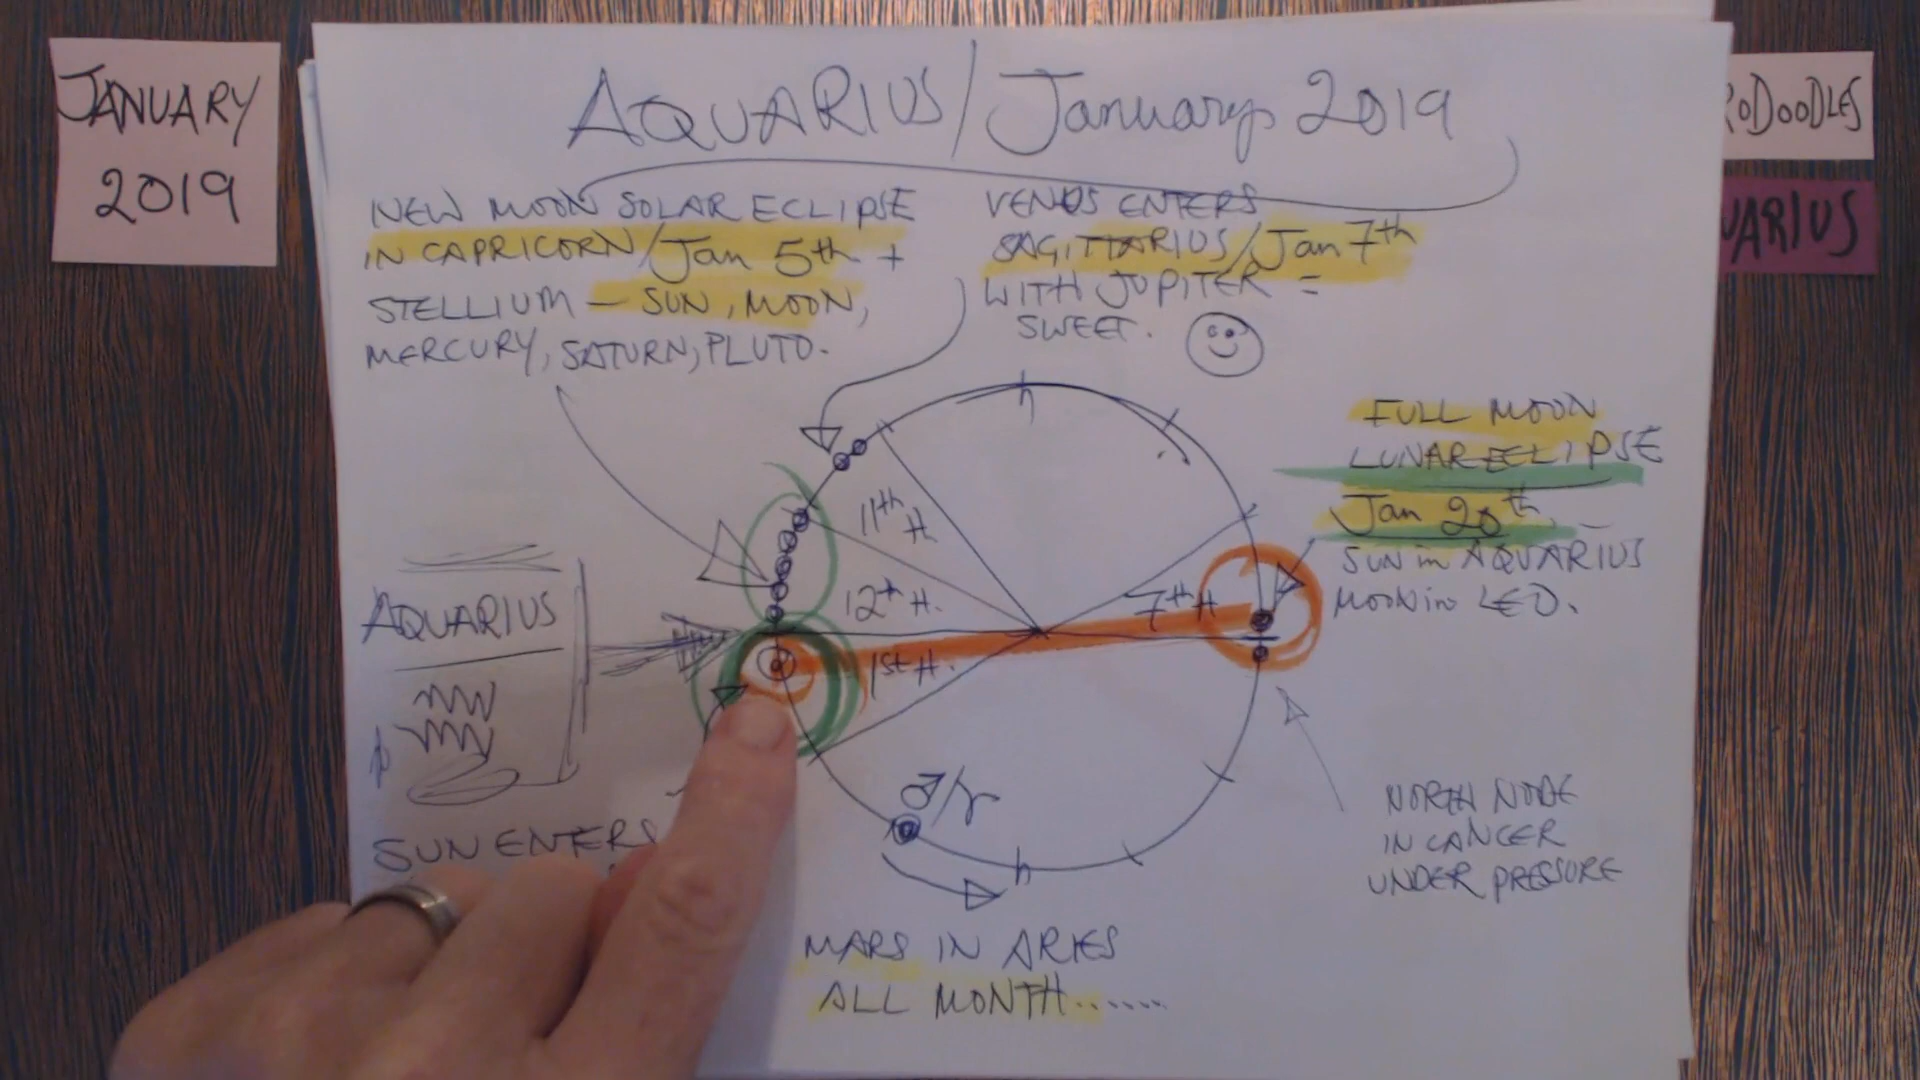 JANUARY
2019
AQUARIUS/January 2019
RODOODLES
UARIUS
NEW MOON SOLAR ECLIPSE
IN CAPRICORN/Jan 5th +
STELLIUM — SUN, MOON,
MERCURY, SATURN, PLUTO.
VENUS ENTERS
SAGITTARIUS/Jan 7th
WITH JUPITER =
SWEET.
FULL MOON
LUNAR ECLIPSE
Jan 20th –
SUN in AQUARIUS
MOON in LEO.
11th H
12th H.
7th H
1st H.
AQUARIUS
♂/♈
SUN ENTERS
NORTH NODE
IN CANCER
UNDER PRESSURE
MARS IN ARIES
ALL MONTH.......